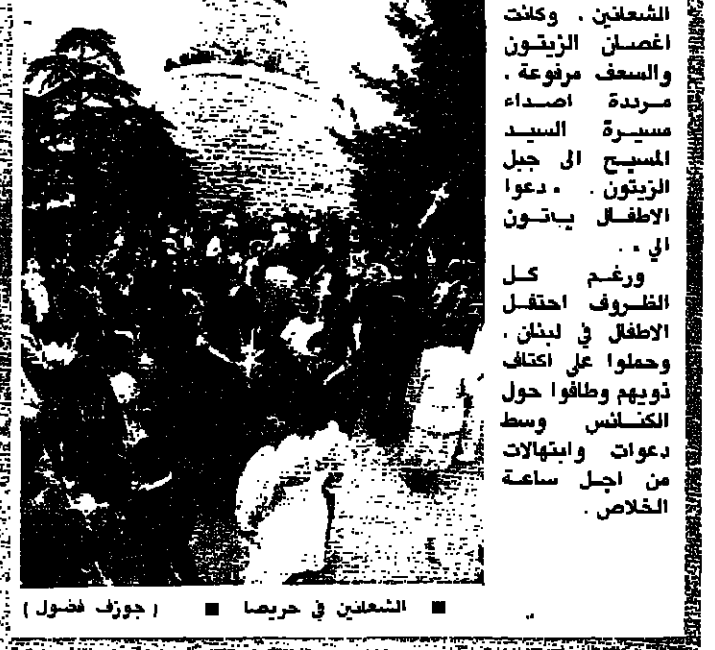 الشعانين . وكانت
اغصان الزيتون
والسعف مرفوعة ،
مرددة اصداء
مسيرة السيد
المسيح الى جبل
الزيتون . « دعوا
الاطفال ياتون
الي » .
ورغم كل
الظروف احتفل
الاطفال في لبنان ،
وحملوا على اكتاف
ذويهم وطافوا حول
الكنائس وسط
دعوات وابتهالات
من اجل ساعة
الخلاص .
■ الشعانين في حريصا ■ ( جوزف فضول )